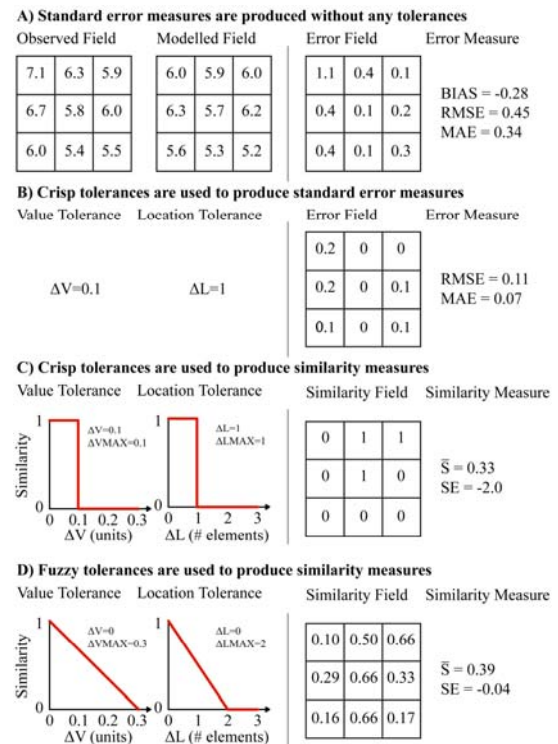 A) Standard error measures are produced without any tolerances
Observed Field Modelled Field Error Field Error Measure
7.1 6.3 5.9 6.0 5.9 6.0 1.1 0.4 0.1
BIAS = -0.28
6.7 5.8 6.0 6.3 5.7 6.2 0.4 0.1 0.2
RMSE = 0.45
MAE = 0.34
6.0 5.4 5.5 5.6 5.3 5.2 0.4 0.1 0.3
B) Crisp tolerances are used to produce standard error measures
Value Tolerance Location Tolerance Error Field Error Measure
0.2 0 0
ΔV=0.1 ΔL=1 0.2 0 0.1
RMSE = 0.11
MAE = 0.07
0.1 0 0.1
C) Crisp tolerances are used to produce similarity measures
Value Tolerance Location Tolerance Similarity Field Similarity Measure
Similarity
1 ΔV=0.1 1 ΔL=1
ΔVMAX=0.1 ΔLMAX=1
0 1 1
0 1 0
S̅ = 0.33
SE = -2.0
0 0 0
0 0
0 0.1 0.2 0.3 0 1 2 3
ΔV (units) ΔL (# elements)
D) Fuzzy tolerances are used to produce similarity measures
Value Tolerance Location Tolerance Similarity Field Similarity Measure
Similarity
1 ΔV=0 1 ΔL=0
ΔVMAX=0.3 ΔLMAX=2
0.10 0.50 0.66
0.29 0.66 0.33
S̅ = 0.39
SE = -0.04
0.16 0.66 0.17
0 0
0 0.1 0.2 0.3 0 1 2 3
ΔV (units) ΔL (# elements)